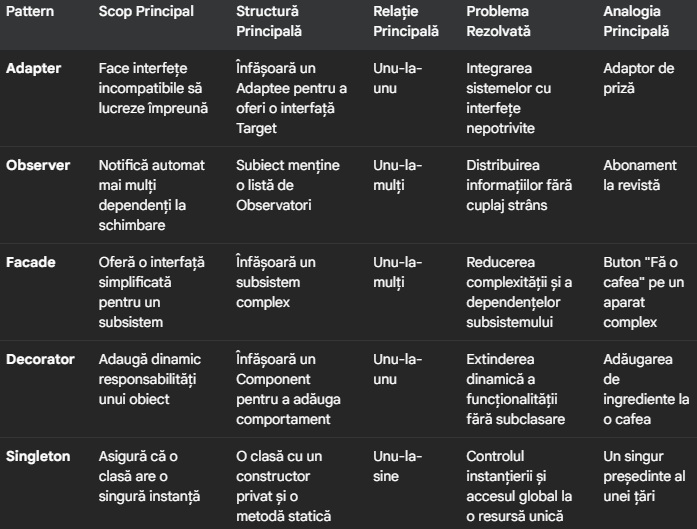 Pattern
Scop Principal
Structură
Principală
Relație
Principală
Problema
Rezolvată
Analogia
Principală
Adapter
Face interfețe
incompatibile să
lucreze împreună
Înfășoară un
Adaptee pentru a
oferi o interfață
Target
Unu-la-
unu
Integrarea
sistemelor cu
interfețe
nepotrivite
Adaptor de
priză
Observer
Notifică automat
mai mulți
dependenți la
schimbare
Subiect menține
o listă de
Observatori
Unu-la-
mulți
Distribuirea
informațiilor fără
cuplaj strâns
Abonament
la revistă
Facade
Oferă o interfață
simplificată
pentru un
subsistem
Înfășoară un
subsistem
complex
Unu-la-
mulți
Reducerea
complexității și a
dependențelor
subsistemului
Buton "Fă o
cafea" pe un
aparat
complex
Decorator
Adaugă dinamic
responsabilități
unui obiect
Înfășoară un
Component
pentru a adăuga
comportament
Unu-la-
unu
Extinderea
dinamică a
funcționalității
fără subclasare
Adăugarea
de
ingrediente la
o cafea
Singleton
Asigură că o
clasă are o
singură instanță
O clasă cu un
constructor
privat și o
metodă statică
Unu-la-
sine
Controlul
instanțierii și
accesul global la
o resursă unică
Un singur
președinte al
unei țări